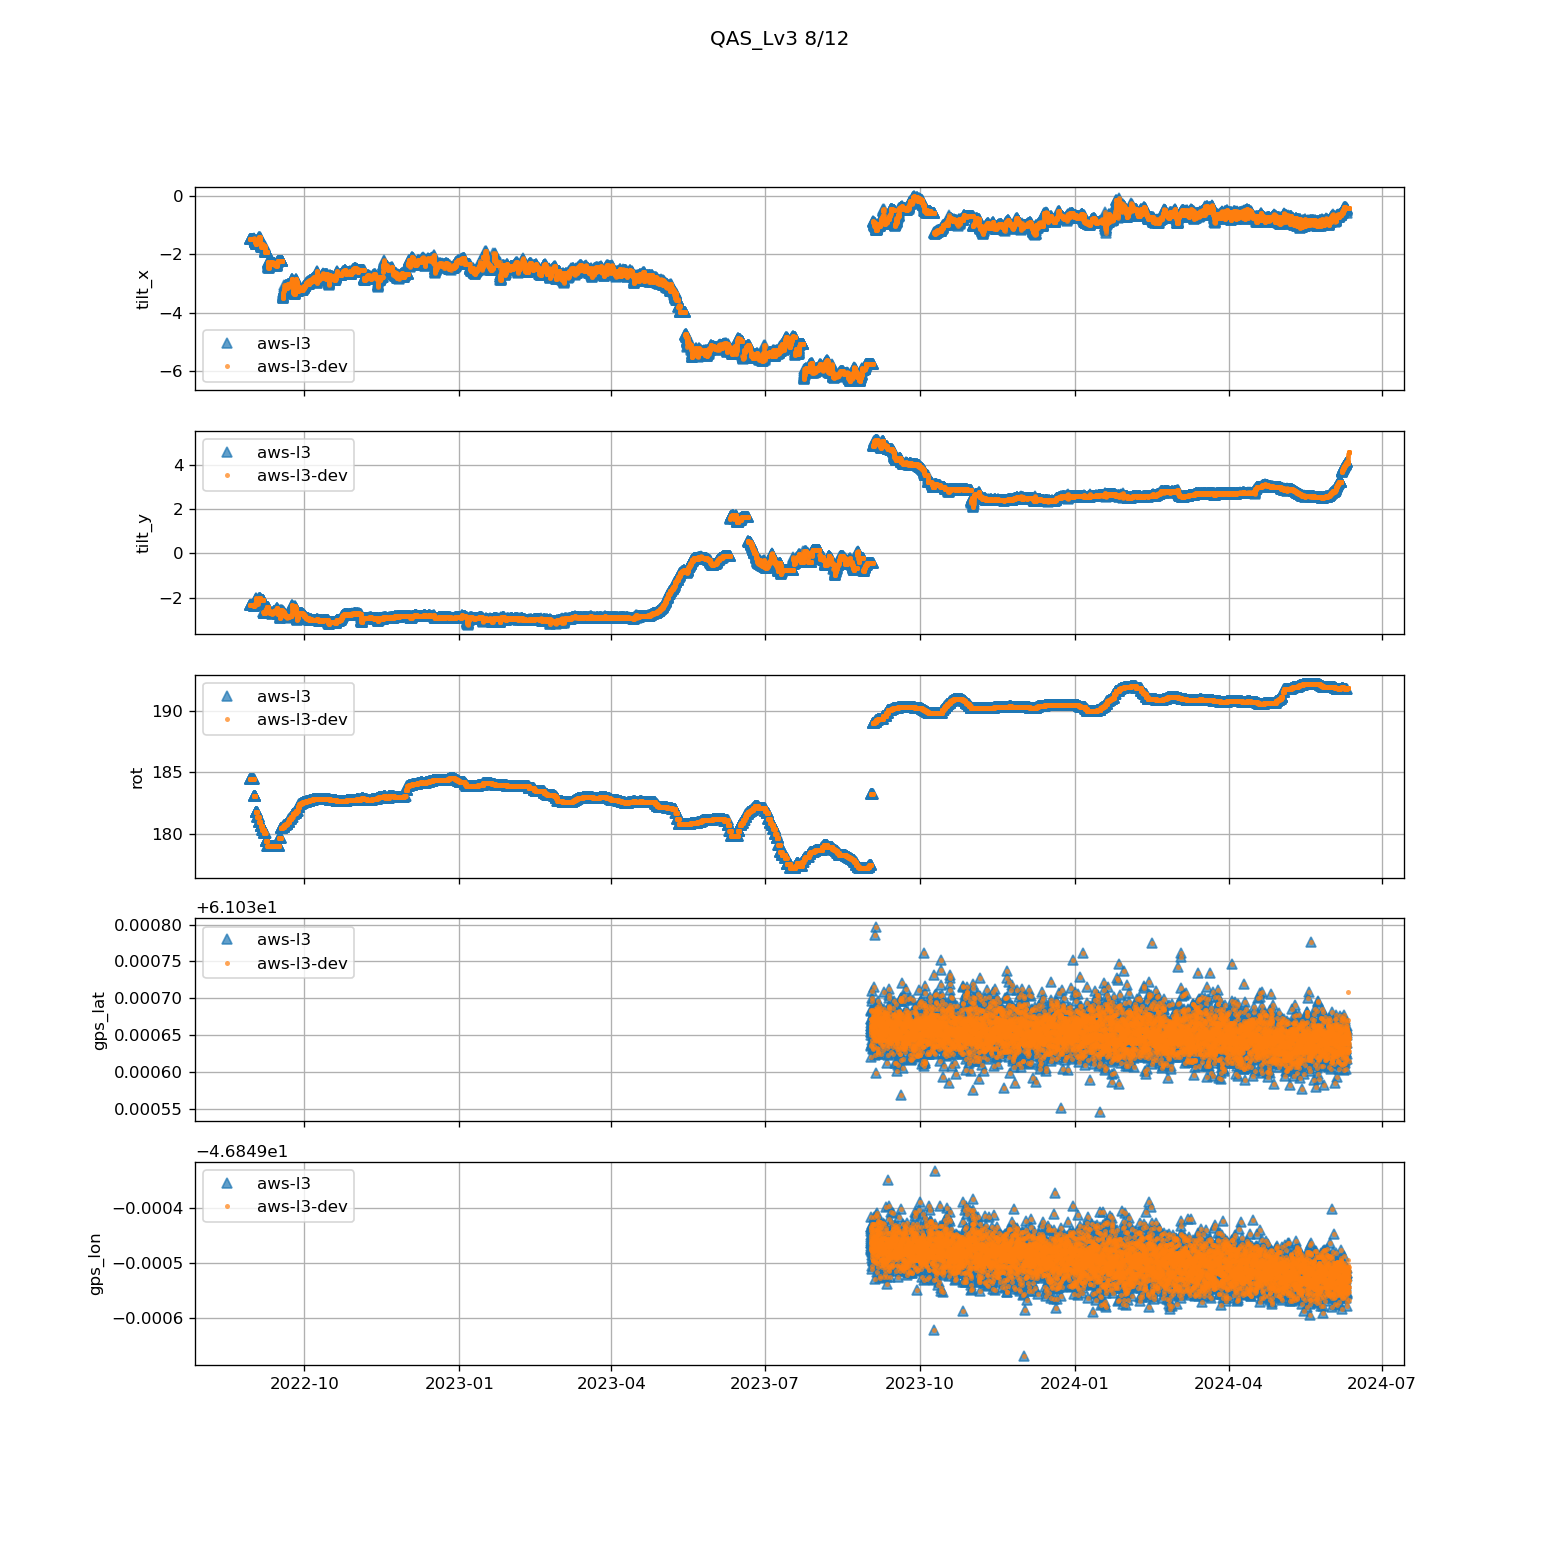 QAS_Lv3 8/12
0
−2
−4
−6
tilt_x
aws-l3
aws-l3-dev
4
2
0
−2
tilt_y
aws-l3
aws-l3-dev
190
185
180
rot
aws-l3
aws-l3-dev
+6.103e1
0.00080
0.00075
0.00070
0.00065
0.00060
0.00055
gps_lat
aws-l3
aws-l3-dev
−4.6849e1
−0.0004
−0.0005
−0.0006
gps_lon
aws-l3
aws-l3-dev
2022-10 2023-01 2023-04 2023-07 2023-10 2024-01 2024-04 2024-07